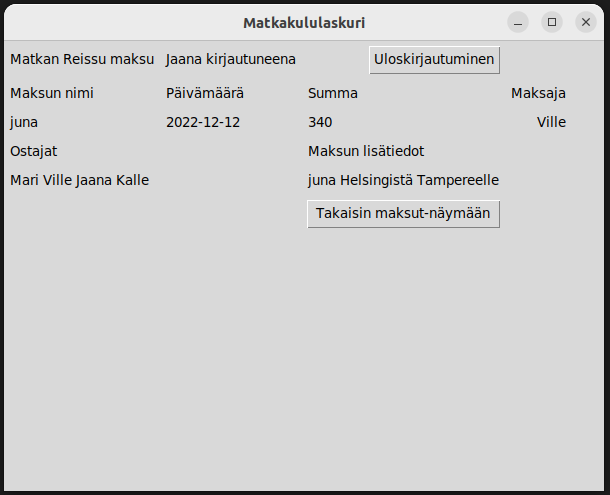 Matkakululaskuri
Matkan Reissu maksu Jaana kirjautuneena Uloskirjautuminen
Maksun nimi Päivämäärä Summa Maksaja
juna 2022-12-12 340 Ville
Ostajat Maksun lisätiedot
Mari Ville Jaana Kalle juna Helsingistä Tampereelle
Takaisin maksut-näymään